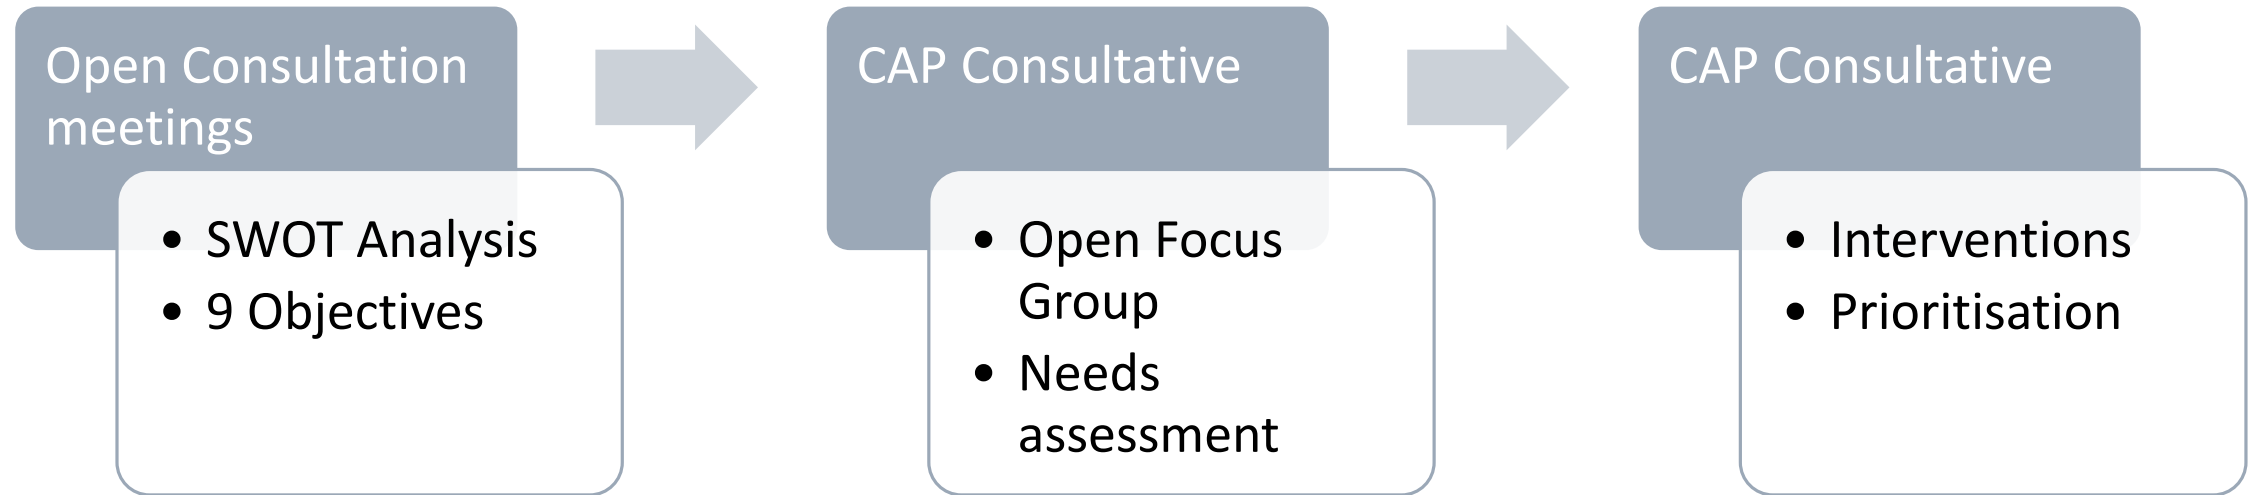 Open Consultation
meetings
• SWOT Analysis
• 9 Objectives
CAP Consultative
• Open Focus
Group
• Needs
assessment
CAP Consultative
• Interventions
• Prioritisation